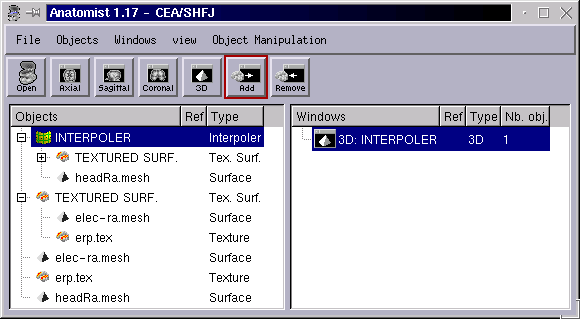 Anatomist 1.17 - CEA/SHFJ
File Objects Windows view Object Manipulation
Open Axial Sagittal Coronal 3D Add Remove
Objects Ref Type
INTERPOLER Interpoler
TEXTURED SURF. Tex. Surf.
headRa.mesh Surface
TEXTURED SURF. Tex. Surf.
elec-ra.mesh Surface
erp.tex Texture
elec-ra.mesh Surface
erp.tex Texture
headRa.mesh Surface
Windows Ref Type Nb. obj.
3D: INTERPOLER 3D 1